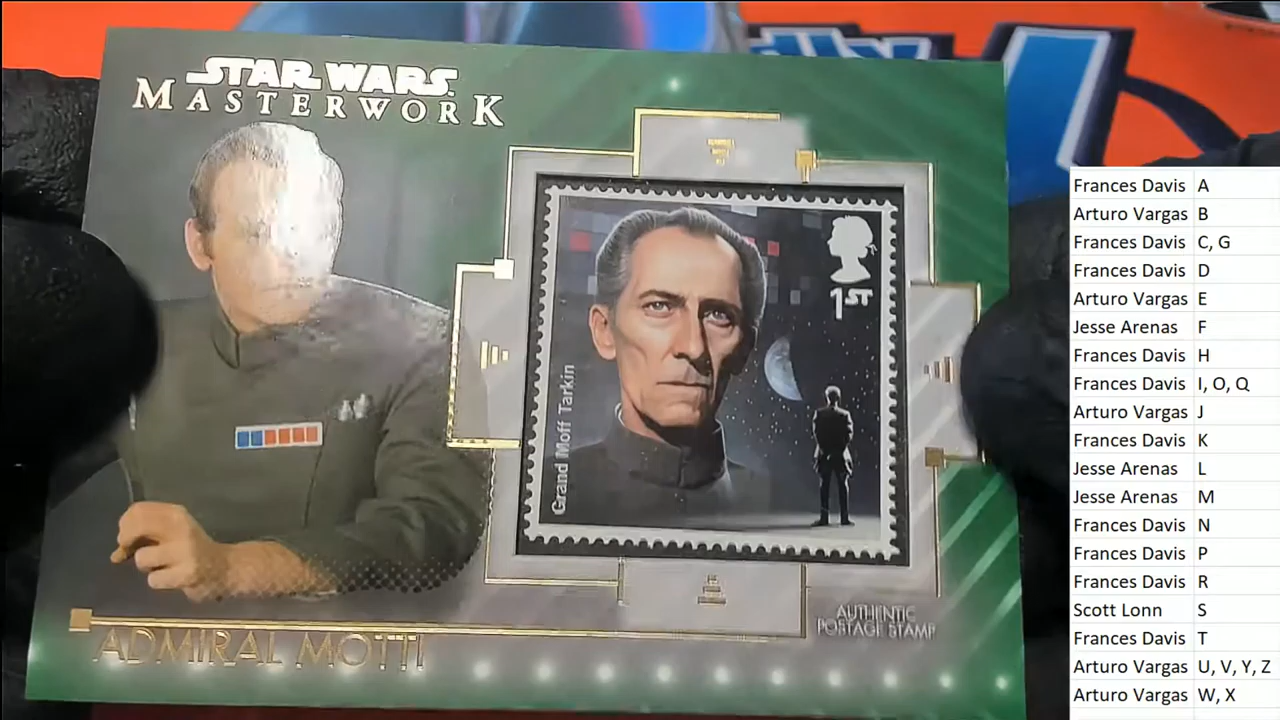 STAR WARS
MASTERWORK
1ST
Grand Moff Tarkin
AUTHENTIC
POSTAGE STAMP
ADMIRAL MOTTI
Frances Davis A
Arturo Vargas B
Frances Davis C, G
Frances Davis D
Arturo Vargas E
Jesse Arenas F
Frances Davis H
Frances Davis I, O, Q
Arturo Vargas J
Frances Davis K
Jesse Arenas L
Jesse Arenas M
Frances Davis N
Frances Davis P
Frances Davis R
Scott Lonn S
Frances Davis T
Arturo Vargas U, V, Y, Z
Arturo Vargas W, X